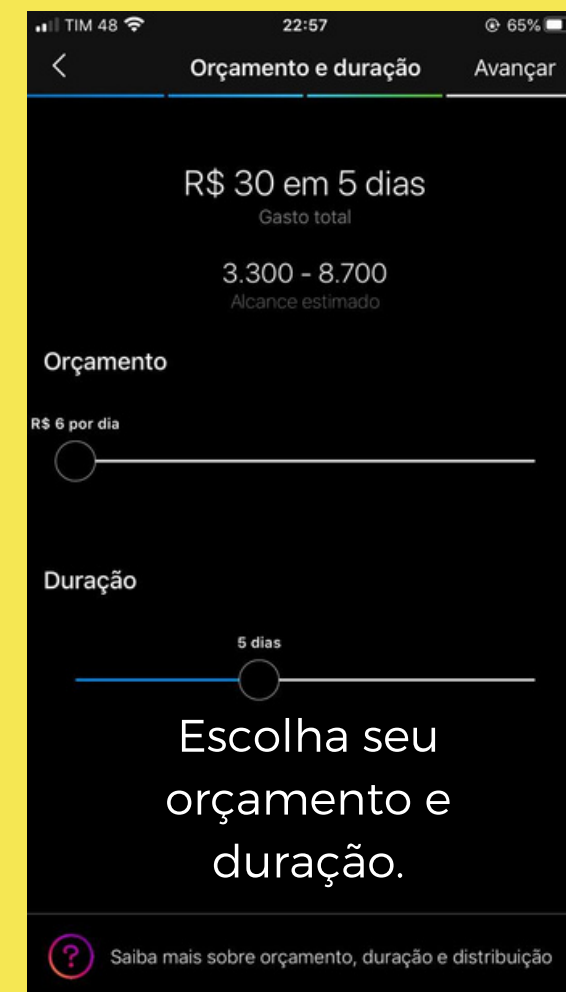 TIM 48 22:57 65%
Orçamento e duração Avançar
R$ 30 em 5 dias
Gasto total
3.300 - 8.700
Alcance estimado
Orçamento
R$ 6 por dia
Duração
5 dias
Escolha seu
orçamento e
duração.
? Saiba mais sobre orçamento, duração e distribuição